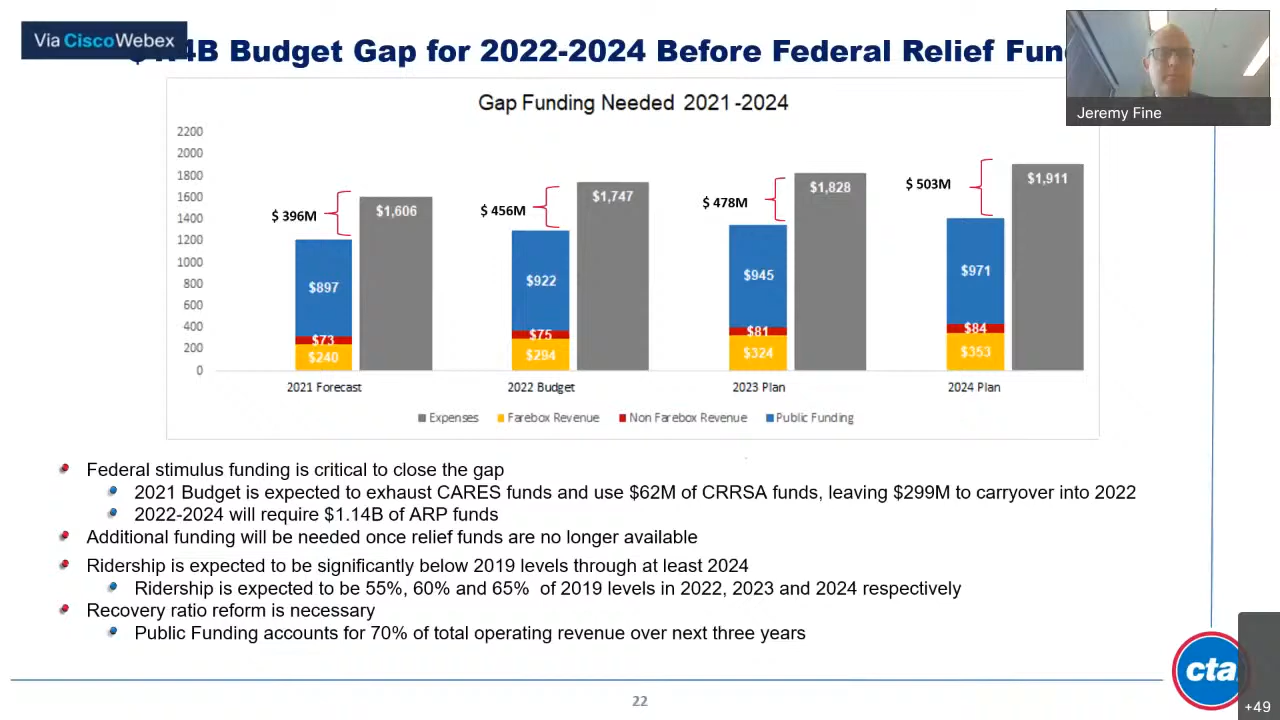 Via CiscoWebex
4B Budget Gap for 2022-2024 Before Federal Relief
Jeremy Fine
Gap Funding Needed 2021 -2024
2200
2000
1800
1600
1400
1200
1000
800
600
400
200
0
$ 396M
$1,606
$897
$73
$240
$ 456M
$1,747
$922
$75
$294
$ 478M
$1,828
$945
$81
$324
$ 503M
$1,911
$971
$84
$353
2021 Forecast
2022 Budget
2023 Plan
2024 Plan
Expenses
Farebox Revenue
Non Farebox Revenue
Public Funding
Federal stimulus funding is critical to close the gap
2021 Budget is expected to exhaust CARES funds and use $62M of CRRSA funds, leaving $299M to carryover into 2022
2022-2024 will require $1.14B of ARP funds
Additional funding will be needed once relief funds are no longer available
Ridership is expected to be significantly below 2019 levels through at least 2024
Ridership is expected to be 55%, 60% and 65% of 2019 levels in 2022, 2023 and 2024 respectively
Recovery ratio reform is necessary
Public Funding accounts for 70% of total operating revenue over next three years
22
cta
+49